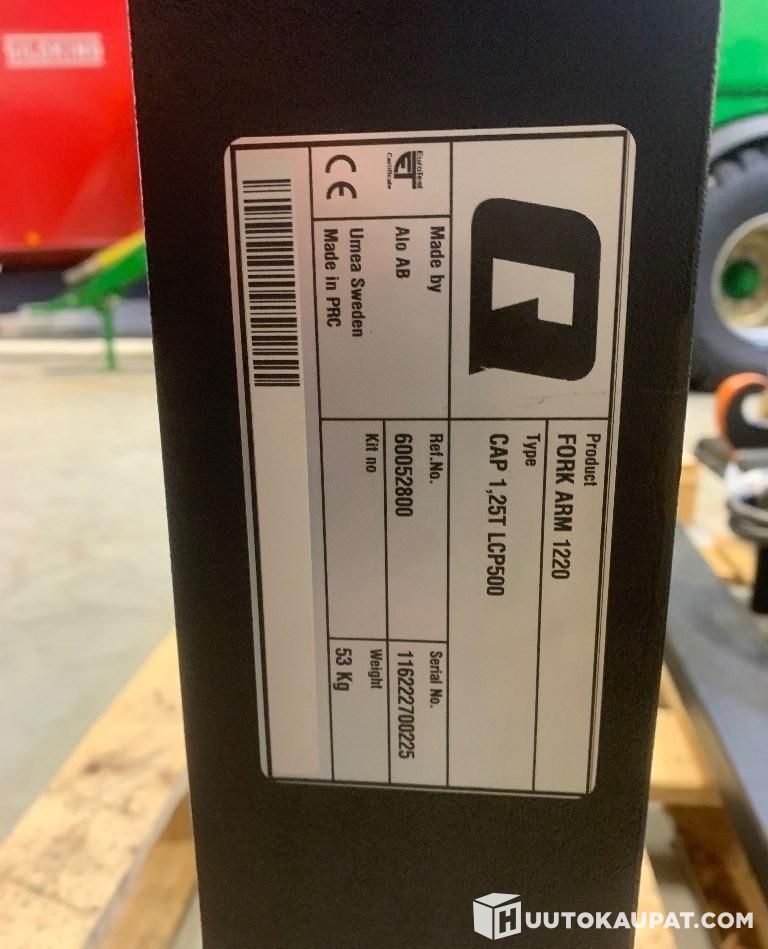 Product
FORK ARM 1220
Type
CAP 1,25T LCP500
EuroTest
Certificate
CE
Made by
Alo AB
Umea Sweden
Made in PRC
Ref.No.
60052800
Kit no
Serial No.
116222700225
Weight
53 Kg
HUUTOKAUPAT.COM